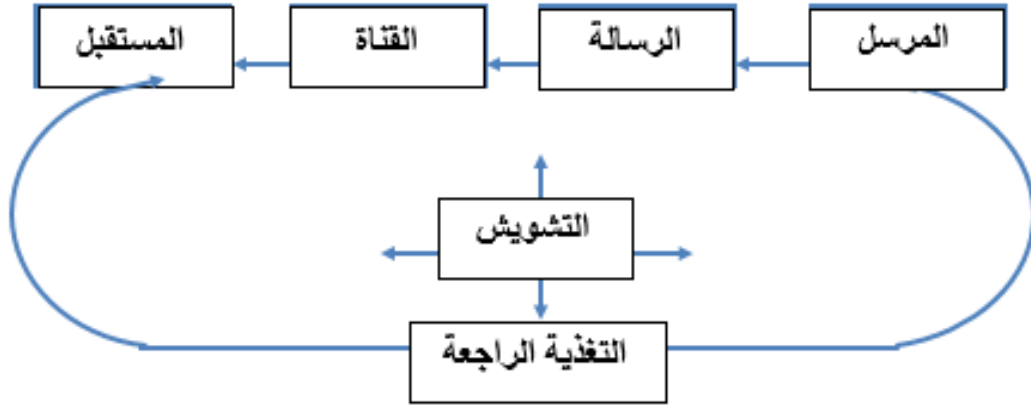 المرسل
الرسالة
القناة
المستقبل
التشويش
التغذية الراجعة